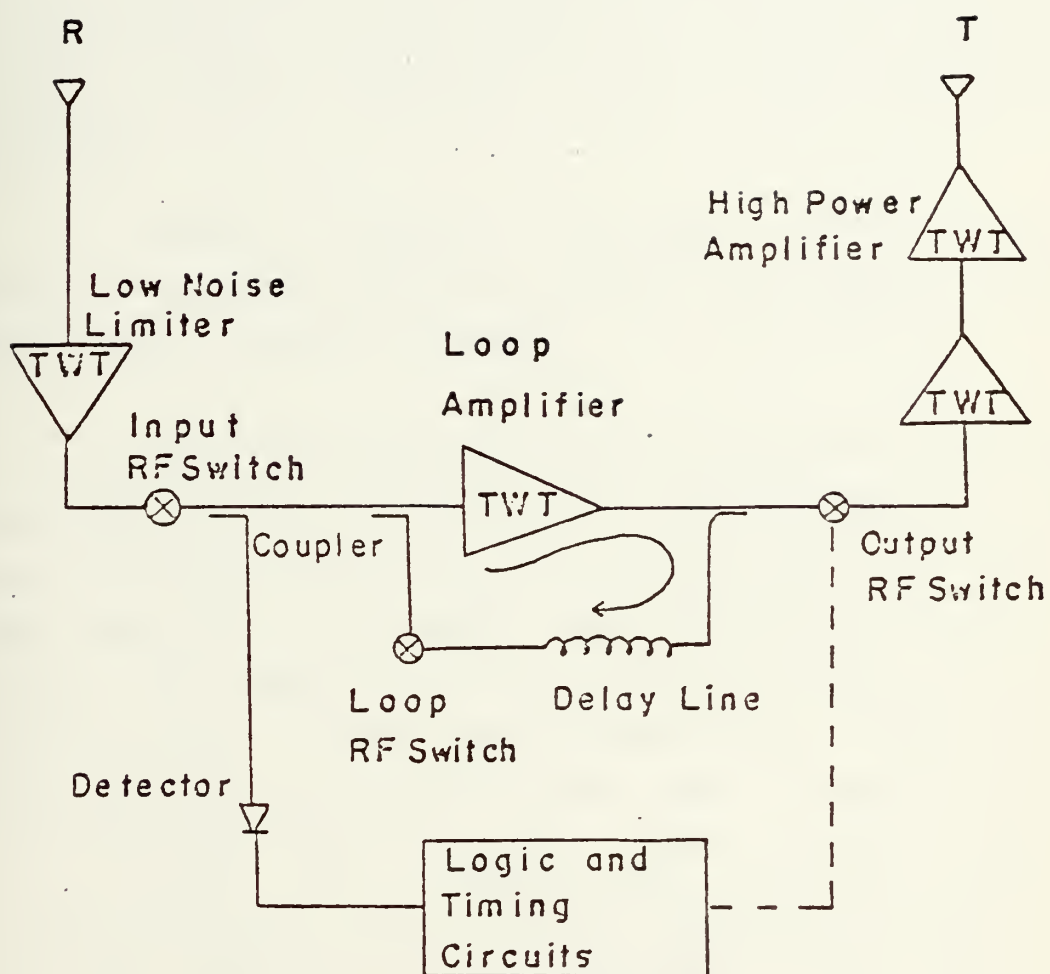 R
T
High Power
Amplifier
TWT
Low Noise
Limiter
TWT
Loop
Amplifier
TWT
Input
RF Switch
TWT
Coupler
Output
RF Switch
Loop
RF Switch
Delay Line
Detector
Logic and
Timing
Circuits